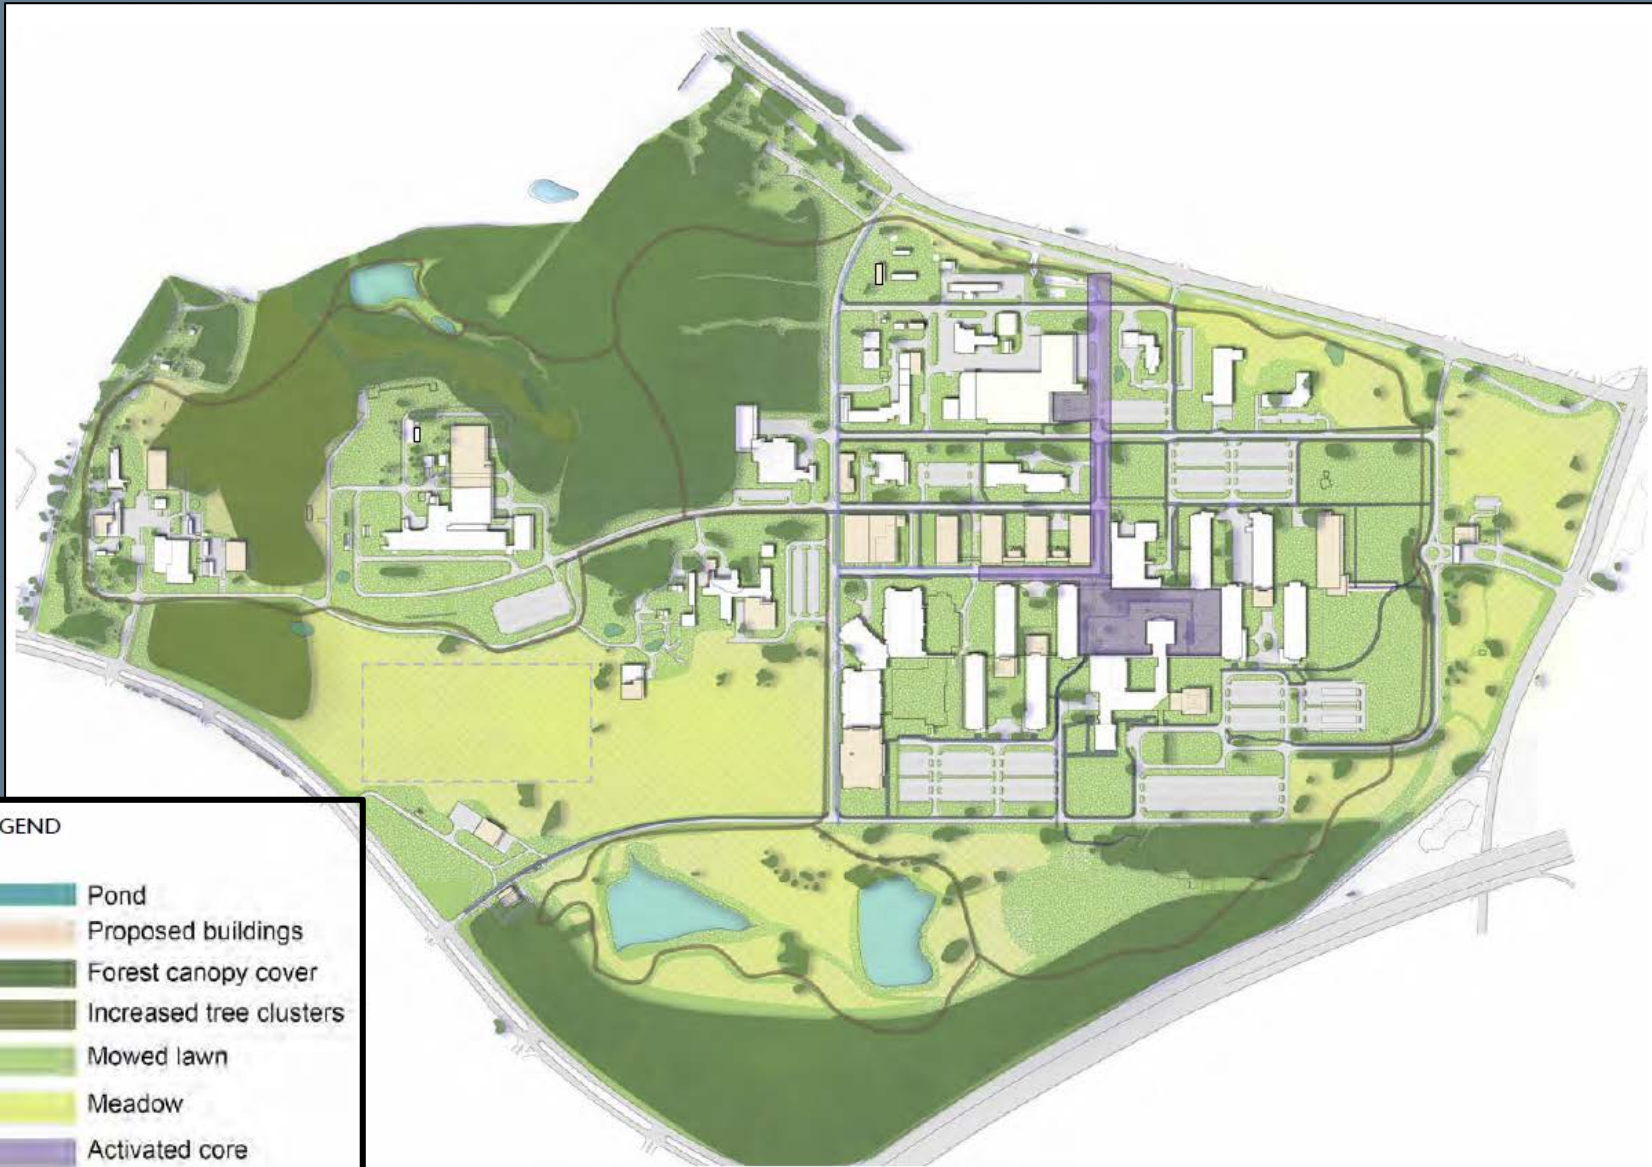 GEND
Pond
Proposed buildings
Forest canopy cover
Increased tree clusters
Mowed lawn
Meadow
Activated core